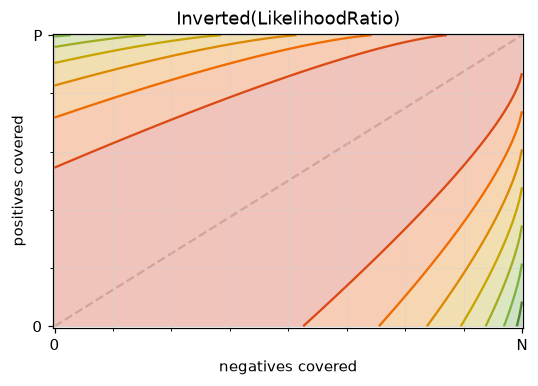 Inverted(LikelihoodRatio)
P
positives covered
0
0
N
negatives covered